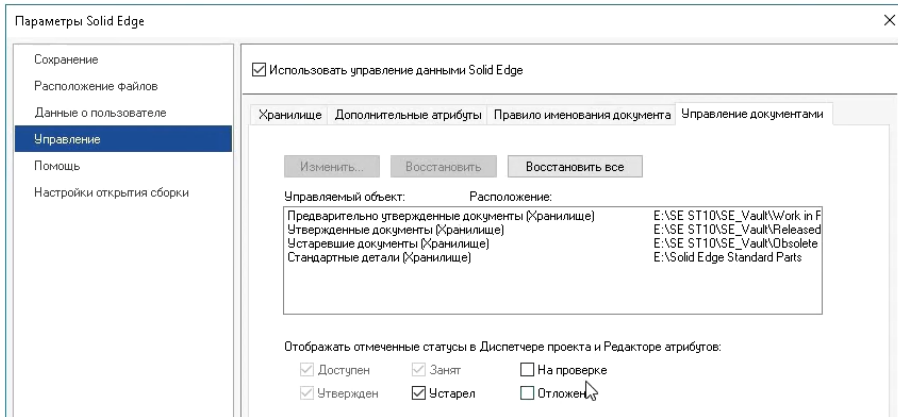 Параметры Solid Edge
Сохранение
Расположение файлов
Данные о пользователе
Управление
Помощь
Настройки открытия сборки
Использовать управление данными Solid Edge
Хранилище Дополнительные атрибуты Правило именования документа Управление документами
Изменить... Восстановить Восстановить все
Управляемый объект: Расположение:
Предварительно утвержденные документы (Хранилище) E:\SE ST10\SE_Vault\Work in F
Утвержденные документы (Хранилище) E:\SE ST10\SE_Vault\Released
Устаревшие документы (Хранилище) E:\SE ST10\SE_Vault\Obsolete
Стандартные детали (Хранилище) E:\Solid Edge Standard Parts
Отображать отмеченные статусы в Диспетчере проекта и Редакторе атрибутов:
Доступен Занят На проверке
Утвержден Устарел Отложен